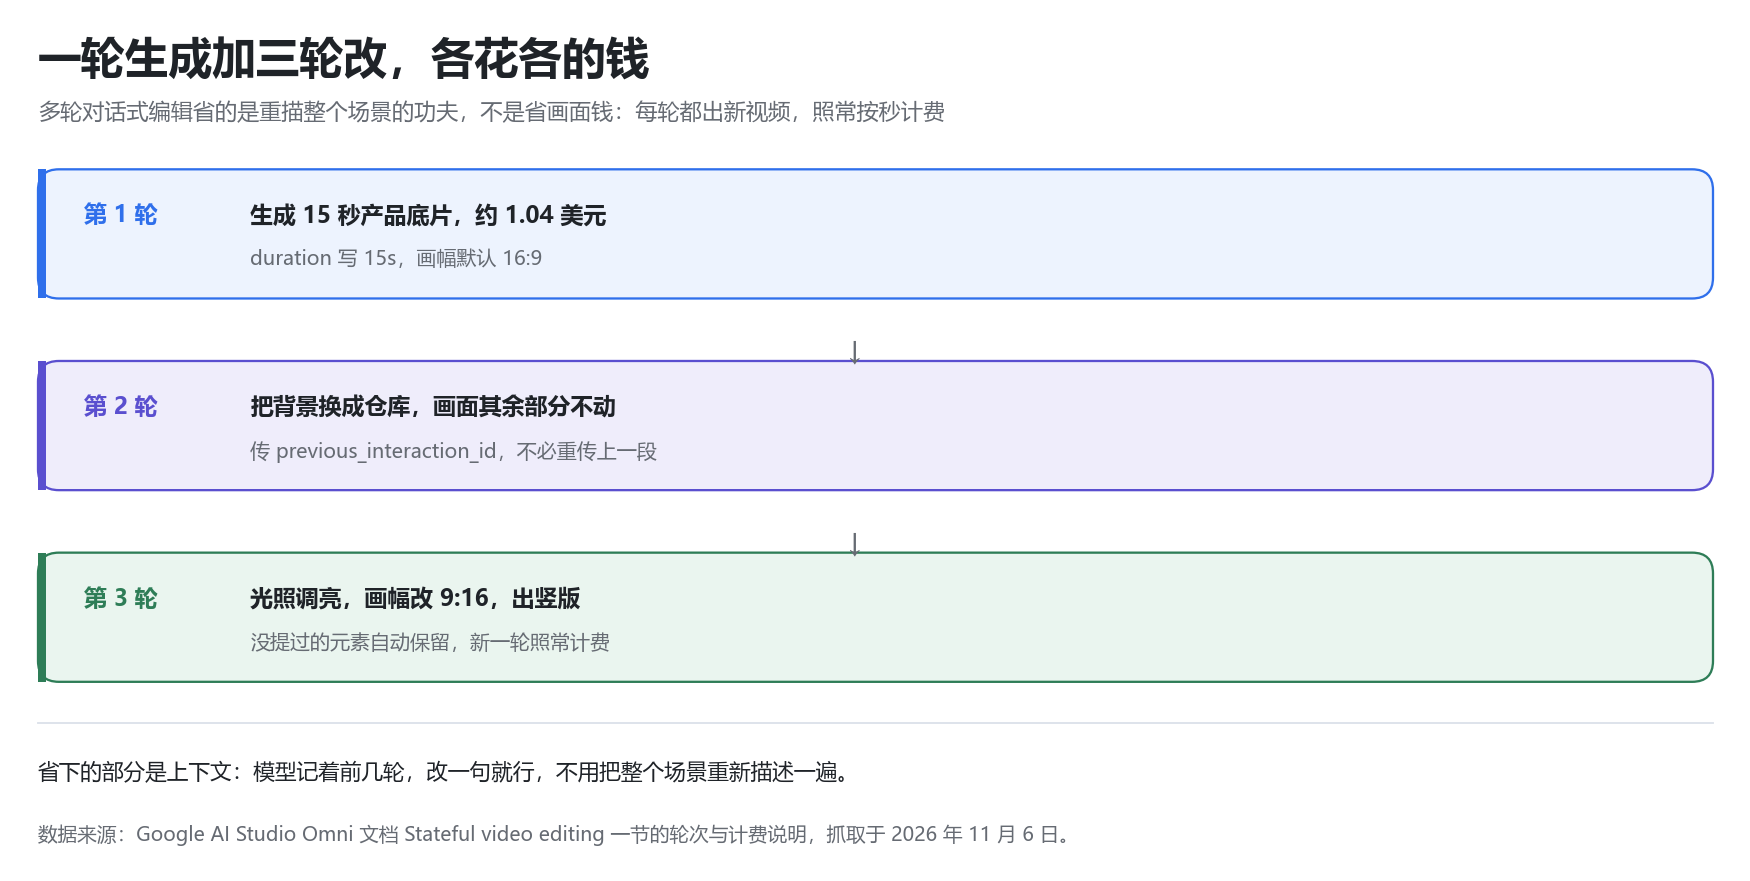 一轮生成加三轮改，各花各的钱
多轮对话式编辑省的是重描整个场景的功夫，不是省画面钱：每轮都出新视频，照常按秒计费
第 1 轮
生成 15 秒产品底片，约 1.04 美元
duration 写 15s，画幅默认 16:9
↓
第 2 轮
把背景换成仓库，画面其余部分不动
传 previous_interaction_id，不必重传上一段
↓
第 3 轮
光照调亮，画幅改 9:16，出竖版
没提过的元素自动保留，新一轮照常计费
省下的部分是上下文：模型记着前几轮，改一句就行，不用把整个场景重新描述一遍。
数据来源：Google AI Studio Omni 文档 Stateful video editing 一节的轮次与计费说明，抓取于 2026 年 11 月 6 日。